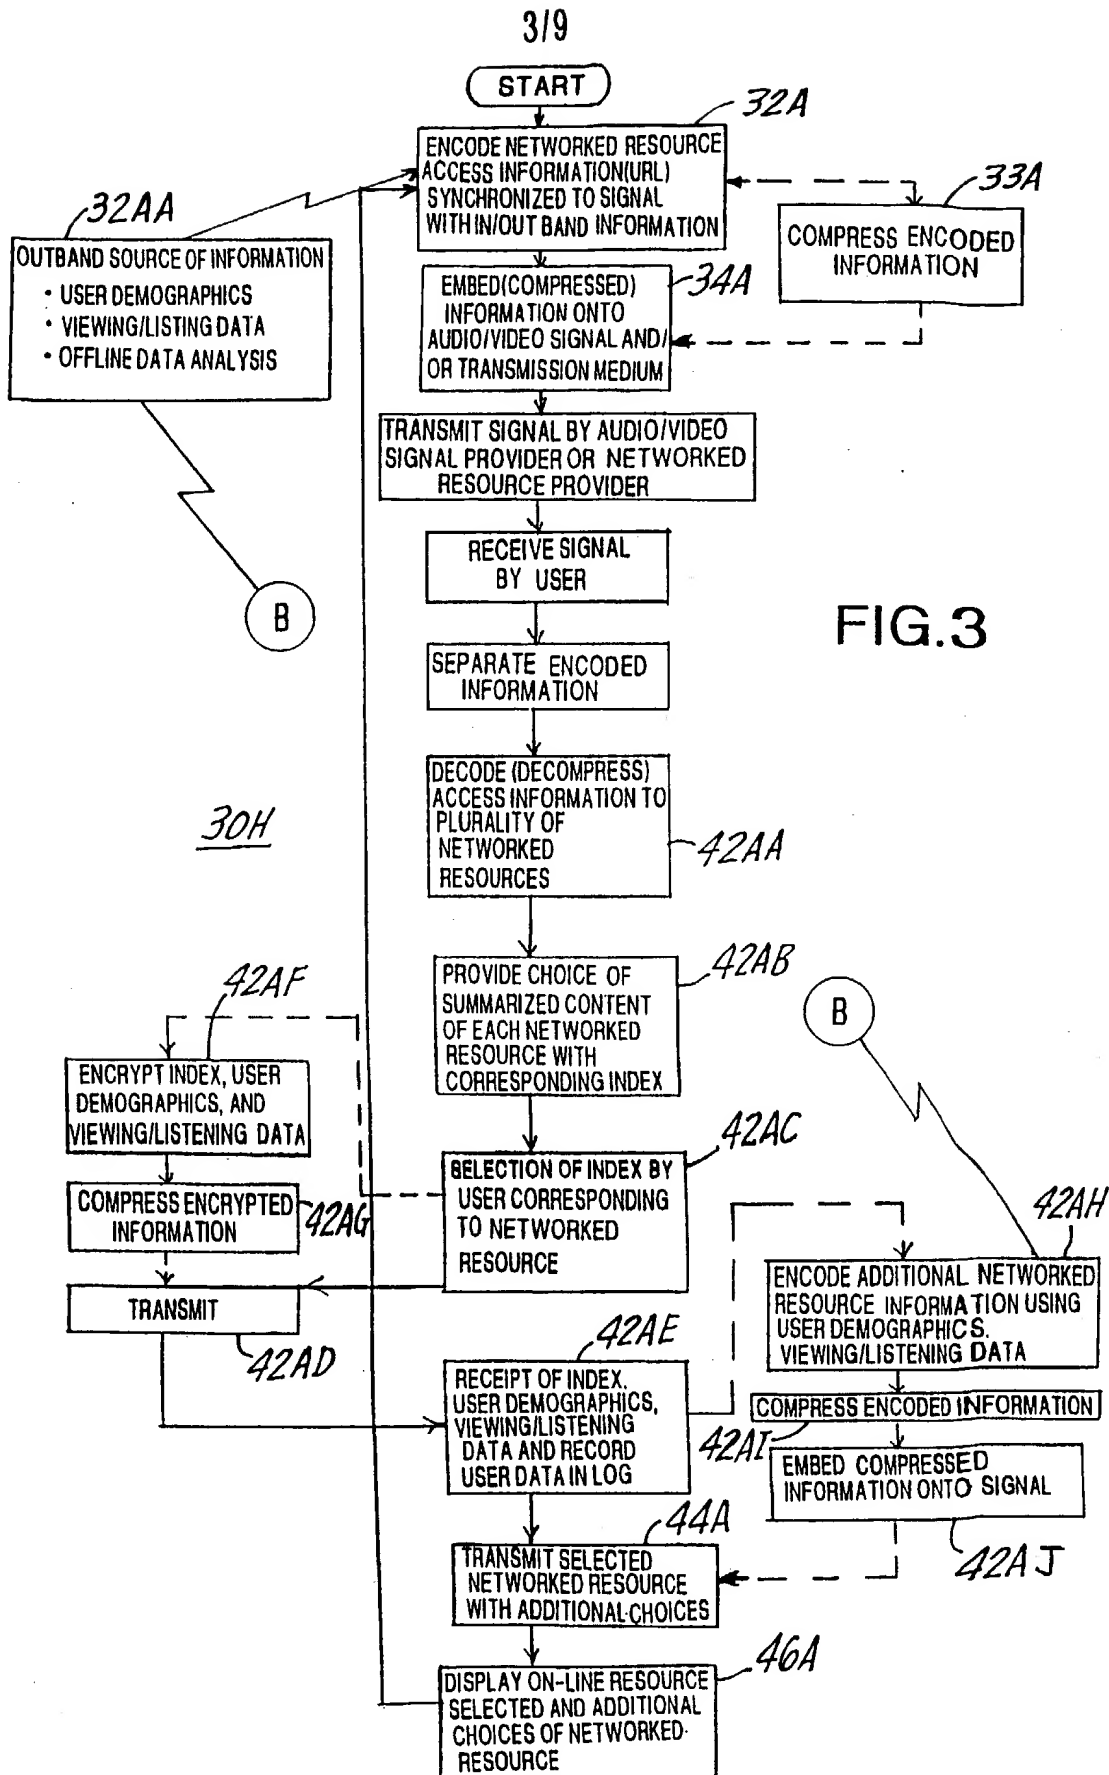 3/9
START
32A
ENCODE NETWORKED RESOURCE
ACCESS INFORMATION(URL)
SYNCHRONIZED TO SIGNAL
WITH IN/OUT BAND INFORMATION
33A
COMPRESS ENCODED
INFORMATION
32AA
OUTBAND SOURCE OF INFORMATION
• USER DEMOGRAPHICS
• VIEWING/LISTING DATA
• OFFLINE DATA ANALYSIS
34A
EMBED(COMPRESSED)
INFORMATION ONTO
AUDIO/VIDEO SIGNAL AND/
OR TRANSMISSION MEDIUM
TRANSMIT SIGNAL BY AUDIO/VIDEO
SIGNAL PROVIDER OR NETWORKED
RESOURCE PROVIDER
RECEIVE SIGNAL
BY USER
B
FIG.3
SEPARATE ENCODED
INFORMATION
DECODE (DECOMPRESS)
ACCESS INFORMATION TO
PLURALITY OF
NETWORKED
RESOURCES
42AA
30H
42AB
PROVIDE CHOICE OF
SUMMARIZED CONTENT
OF EACH NETWORKED
RESOURCE WITH
CORRESPONDING INDEX
B
42AF
ENCRYPT INDEX, USER
DEMOGRAPHICS, AND
VIEWING/LISTENING DATA
42AC
SELECTION OF INDEX BY
USER CORRESPONDING
TO NETWORKED
RESOURCE
COMPRESS ENCRYPTED
INFORMATION
42AG
TRANSMIT
42AD
42AH
ENCODE ADDITIONAL NETWORKED
RESOURCE INFORMATION USING
USER DEMOGRAPHICS.
VIEWING/LISTENING DATA
42AE
RECEIPT OF INDEX.
USER DEMOGRAPHICS,
VIEWING/LISTENING
DATA AND RECORD
USER DATA IN LOG
COMPRESS ENCODED INFORMATION
42AI
EMBED COMPRESSED
INFORMATION ONTO SIGNAL
42AJ
44A
TRANSMIT SELECTED
NETWORKED RESOURCE
WITH ADDITIONAL CHOICES
46A
DISPLAY ON-LINE RESOURCE
SELECTED AND ADDITIONAL
CHOICES OF NETWORKED
RESOURCE